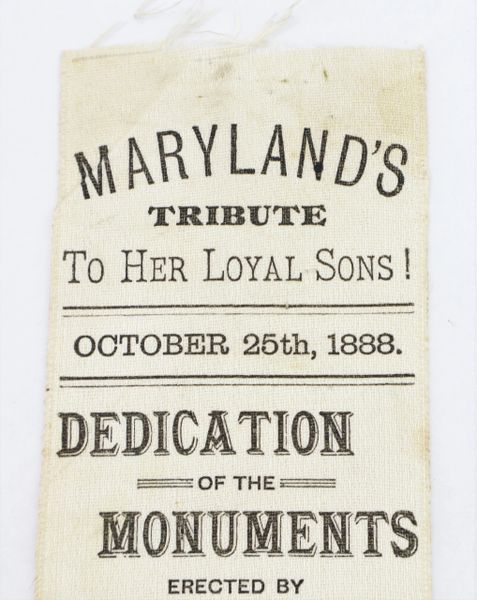 MARYLAND'S
TRIBUTE
TO HER LOYAL SONS!
OCTOBER 25th, 1888.
DEDICATION
OF THE
MONUMENTS
ERECTED BY